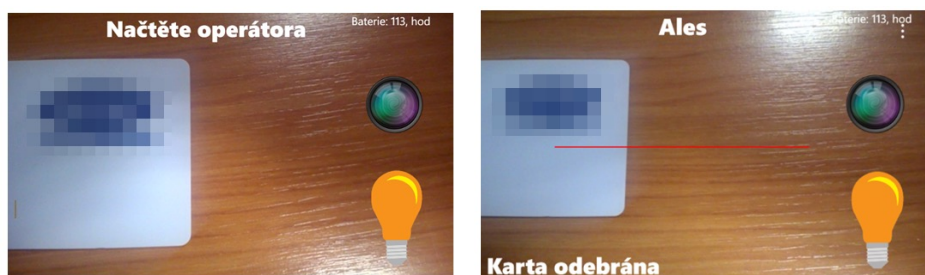 Načtěte operátora
Baterie: 113, hod
Ales
Baterie: 113, hod
Karta odebrána